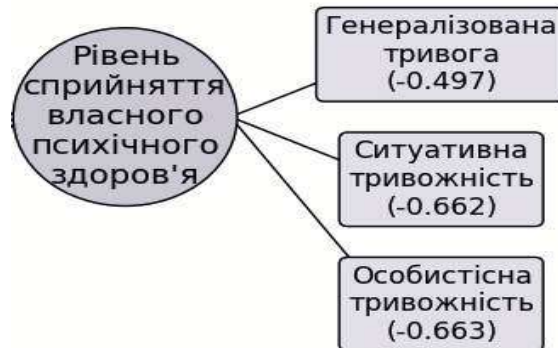 Рівень
сприйняття
власного
психічного
здоров'я
Генералізована
тривога
(-0.497)
Ситуативна
тривожність
(-0.662)
Особистісна
тривожність
(-0.663)